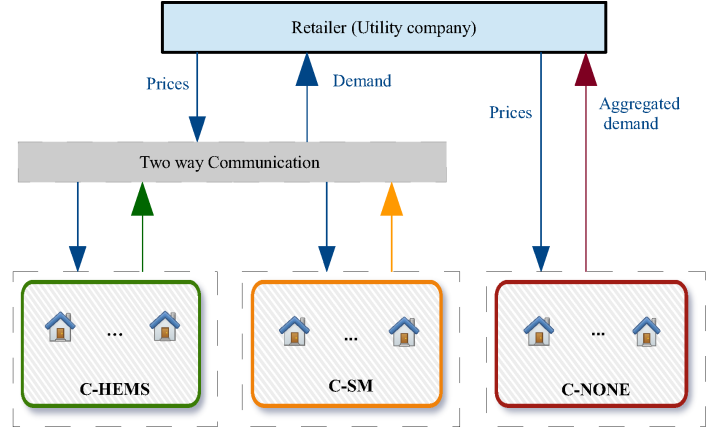 Retailer (Utility company)
Prices
Demand
Prices
Aggregated
demand
Two way Communication
...
C-HEMS
...
C-SM
...
C-NONE